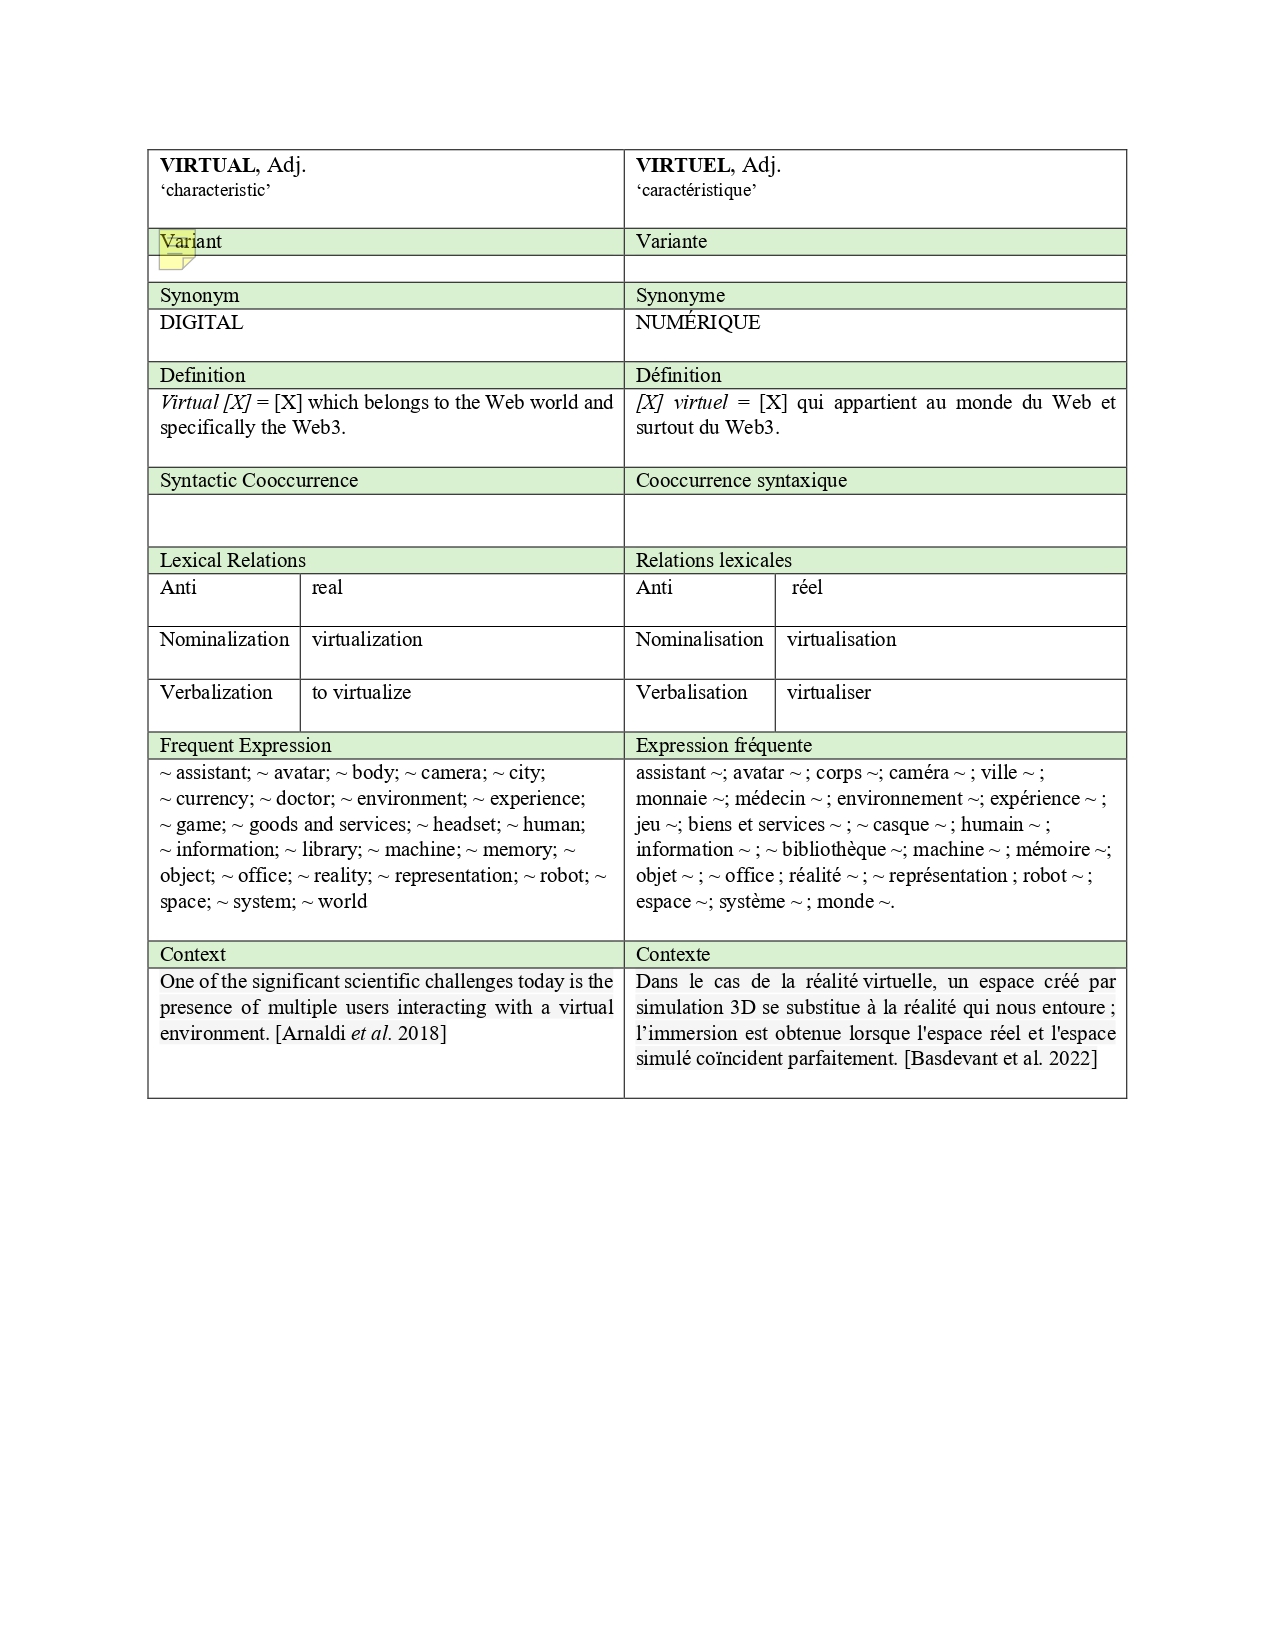 VIRTUAL, Adj.
‘characteristic’
VIRTUEL, Adj.
‘caractéristique’
Variant
Variante
Synonym
Synonyme
DIGITAL
NUMÉRIQUE
Definition
Définition
Virtual [X] = [X] which belongs to the Web world and
specifically the Web3.
[X] virtuel = [X] qui appartient au monde du Web et
surtout du Web3.
Syntactic Cooccurrence
Cooccurrence syntaxique
Lexical Relations
Relations lexicales
Anti real
Anti réel
Nominalization virtualization
Nominalisation virtualisation
Verbalization to virtualize
Verbalisation virtualiser
Frequent Expression
Expression fréquente
~ assistant; ~ avatar; ~ body; ~ camera; ~ city;
~ currency; ~ doctor; ~ environment; ~ experience;
~ game; ~ goods and services; ~ headset; ~ human;
~ information; ~ library; ~ machine; ~ memory; ~
object; ~ office; ~ reality; ~ representation; ~ robot; ~
space; ~ system; ~ world
assistant ~; avatar ~ ; corps ~; caméra ~ ; ville ~ ;
monnaie ~; médecin ~ ; environnement ~; expérience ~ ;
jeu ~; biens et services ~ ; ~ casque ~ ; humain ~ ;
information ~ ; ~ bibliothèque ~; machine ~ ; mémoire ~;
objet ~ ; ~ office ; réalité ~ ; ~ représentation ; robot ~ ;
espace ~; système ~ ; monde ~.
Context
Contexte
One of the significant scientific challenges today is the
presence of multiple users interacting with a virtual
environment. [Arnaldi et al. 2018]
Dans le cas de la réalité virtuelle, un espace créé par
simulation 3D se substitue à la réalité qui nous entoure ;
l’immersion est obtenue lorsque l'espace réel et l'espace
simulé coïncident parfaitement. [Basdevant et al. 2022]